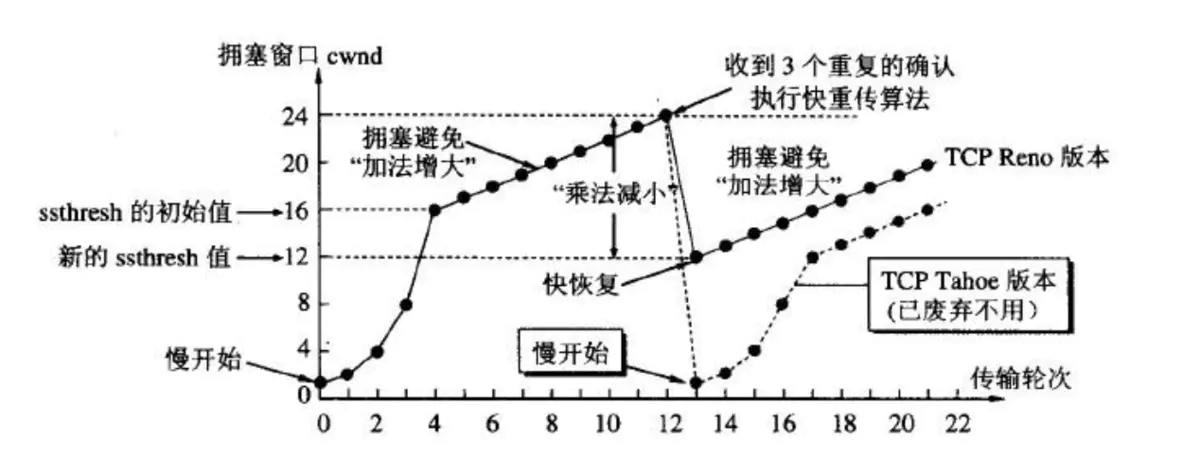 拥塞窗口 cwnd
收到 3 个重复的确认
执行快重传算法
24
拥塞避免
“加法增大”
20
“乘法减小”
拥塞避免
“加法增大”
TCP Reno 版本
ssthresh 的初始值
16
新的 ssthresh 值
12
快恢复
TCP Tahoe 版本
(已废弃不用)
8
4
慢开始
慢开始
传输轮次
0
0 2 4 6 8 10 12 14 16 18 20 22